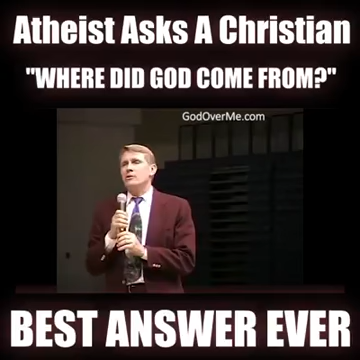 Atheist Asks A Christian
"WHERE DID GOD COME FROM?"
GodOverMe.com
BEST ANSWER EVER